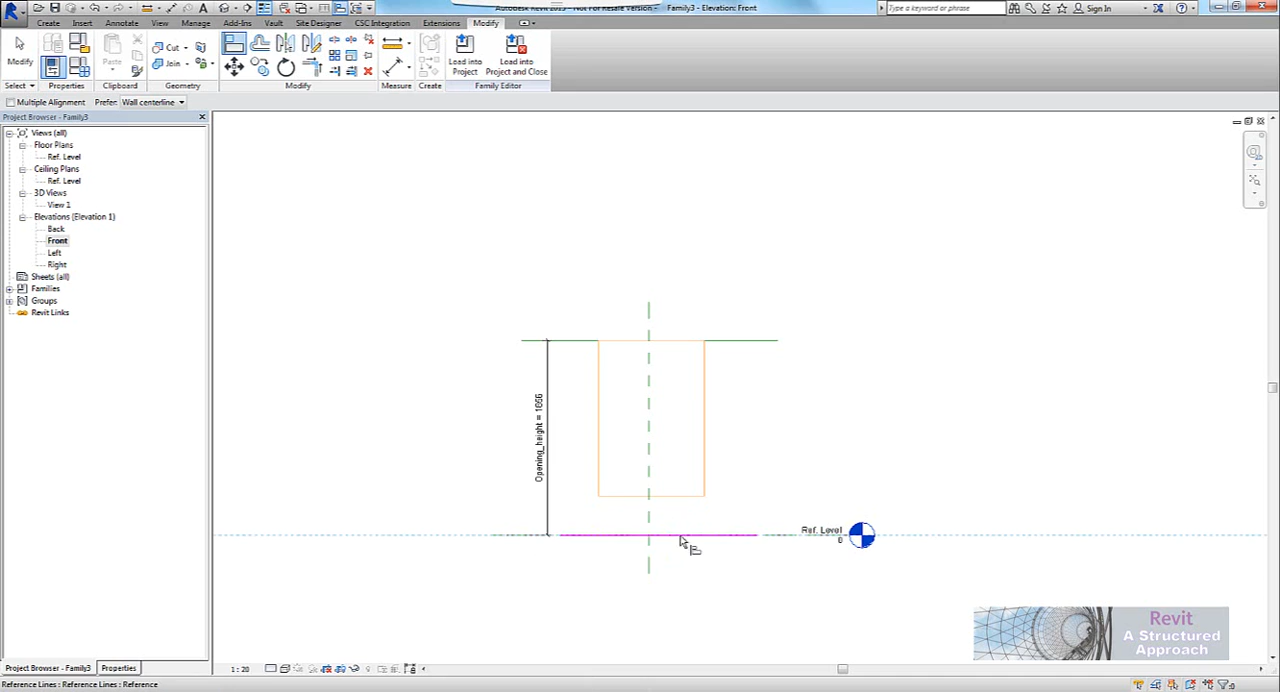 Autodesk Revit 2013 - Not For Resale Version - Family3 - Elevation: Front
Type a keyword or phrase
Sign In
Create Insert Annotate View Manage Add-Ins Vault Site Designer CSC Integration Extensions Modify
Modify
Paste
Cut
Join
Load into
Project
Load into
Project and Close
Select Properties Clipboard Geometry Modify Measure Create Family Editor
Multiple Alignment Prefer: Wall centerline
Project Browser - Family3
Views (all)
Floor Plans
Ref. Level
Ceiling Plans
Ref. Level
3D Views
View 1
Elevations (Elevation 1)
Back
Front
Left
Right
Sheets (all)
Families
Groups
Revit Links
Opening_height = 1856
Ref. Level
0
Revit
A Structured
Approach
Project Browser - Family3 Properties
1 : 20
Reference Lines : Reference Lines : Reference
:0